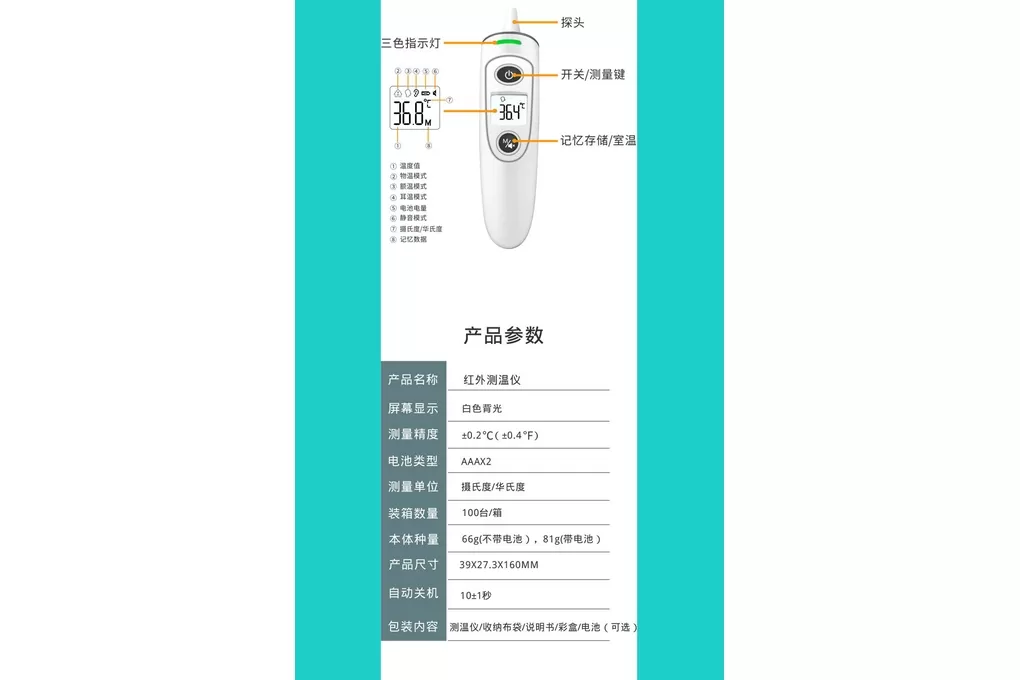 探头
三色指示灯
② ③ ④ ⑤ ⑥
开关/测量键
36.8℃
M
⑦
36.4℃
① ⑧
M
记忆存储/室温
① 温度值
② 物温模式
③ 额温模式
④ 耳温模式
⑤ 电池电量
⑥ 静音模式
⑦ 摄氏度/华氏度
⑧ 记忆数据
产品参数
产品名称 红外测温仪
屏幕显示 白色背光
测量精度 ±0.2℃( ±0.4℉)
电池类型 AAAX2
测量单位 摄氏度/华氏度
装箱数量 100台/箱
本体种量 66g(不带电池），81g(带电池）
产品尺寸 39X27.3X160MM
自动关机 10±1秒
包装内容 测温仪/收纳布袋/说明书/彩盒/电池（可选）